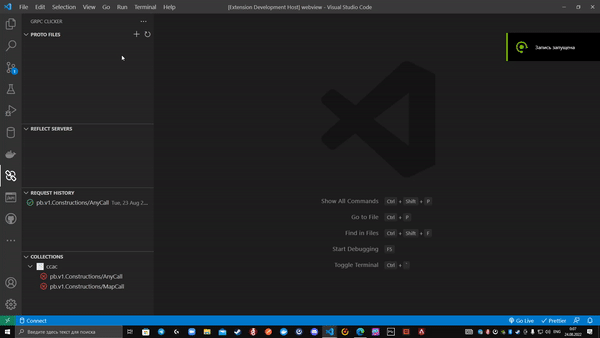 File Edit Selection View Go Run Terminal Help
[Extension Development Host] webview - Visual Studio Code
GRPC CLICKER
PROTO FILES
Запись запущена
REFLECT SERVERS
REQUEST HISTORY
pb.v1.Constructions/AnyCall Tue, 23 Aug 2...
COLLECTIONS
ccac
pb.v1.Constructions/AnyCall
pb.v1.Constructions/MapCall
Show All Commands Ctrl + Shift + P
Go to File Ctrl + P
Find in Files Ctrl + Shift + F
Start Debugging F5
Toggle Terminal Ctrl +
Connect
Go Live Prettier
Введите здесь текст для поиска
ENG
0:07
24.08.2022